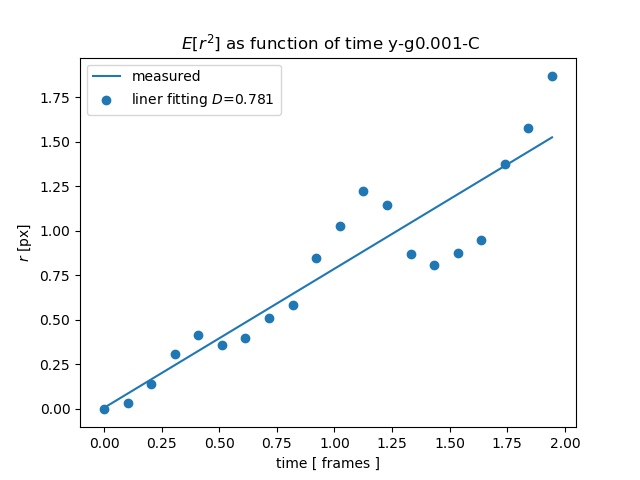 E[r²] as function of time y-g0.001-C
measured
liner fitting D=0.781
1.75
1.50
1.25
1.00
0.75
0.50
0.25
0.00
r [px]
0.00 0.25 0.50 0.75 1.00 1.25 1.50 1.75 2.00
time [ frames ]